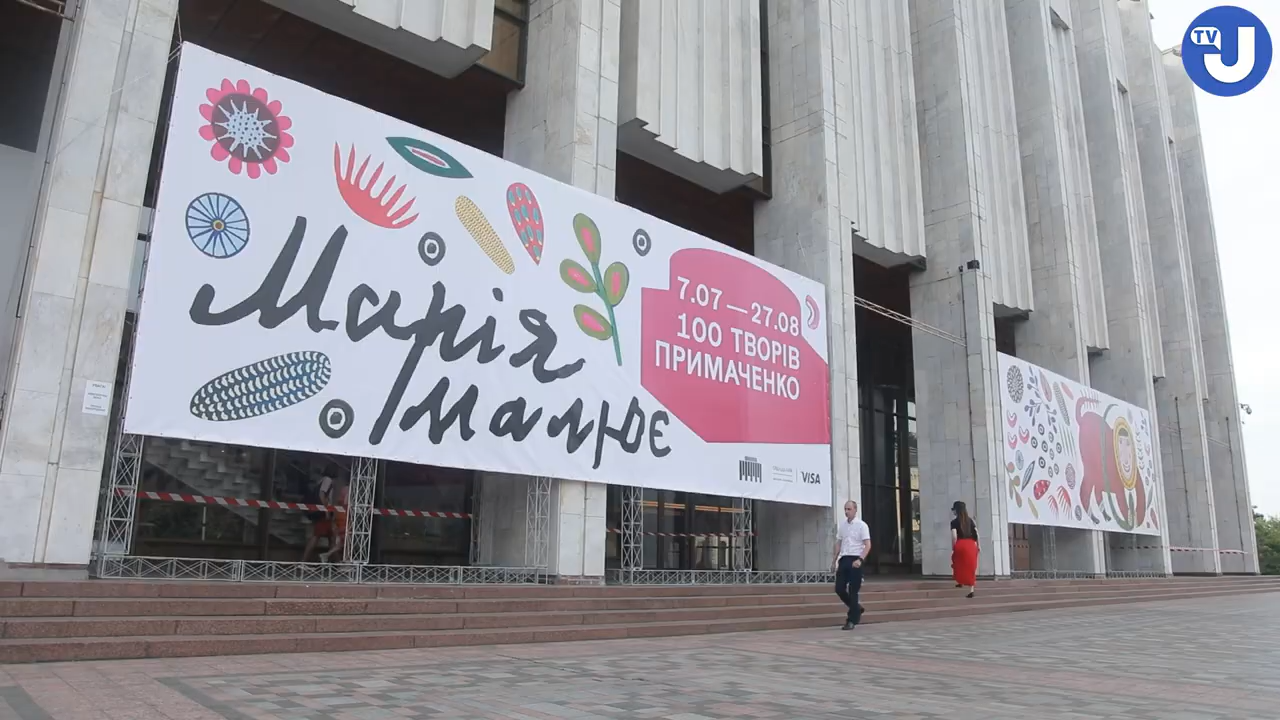 TV U
Марія
малює
7.07 — 27.08
100 ТВОРІВ
ПРИМАЧЕНКО
VISA